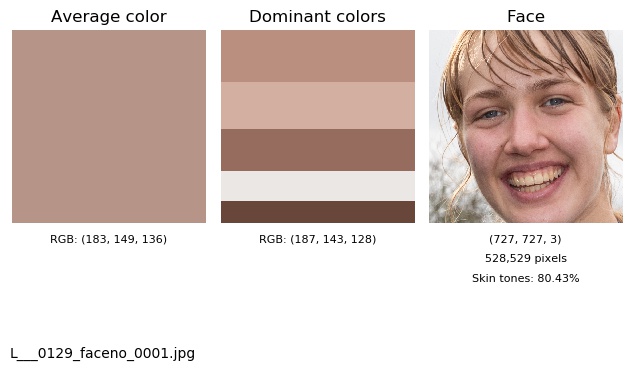 Average color
Dominant colors
Face
RGB: (183, 149, 136)
RGB: (187, 143, 128)
(727, 727, 3)
528,529 pixels
Skin tones: 80.43%
L___0129_faceno_0001.jpg